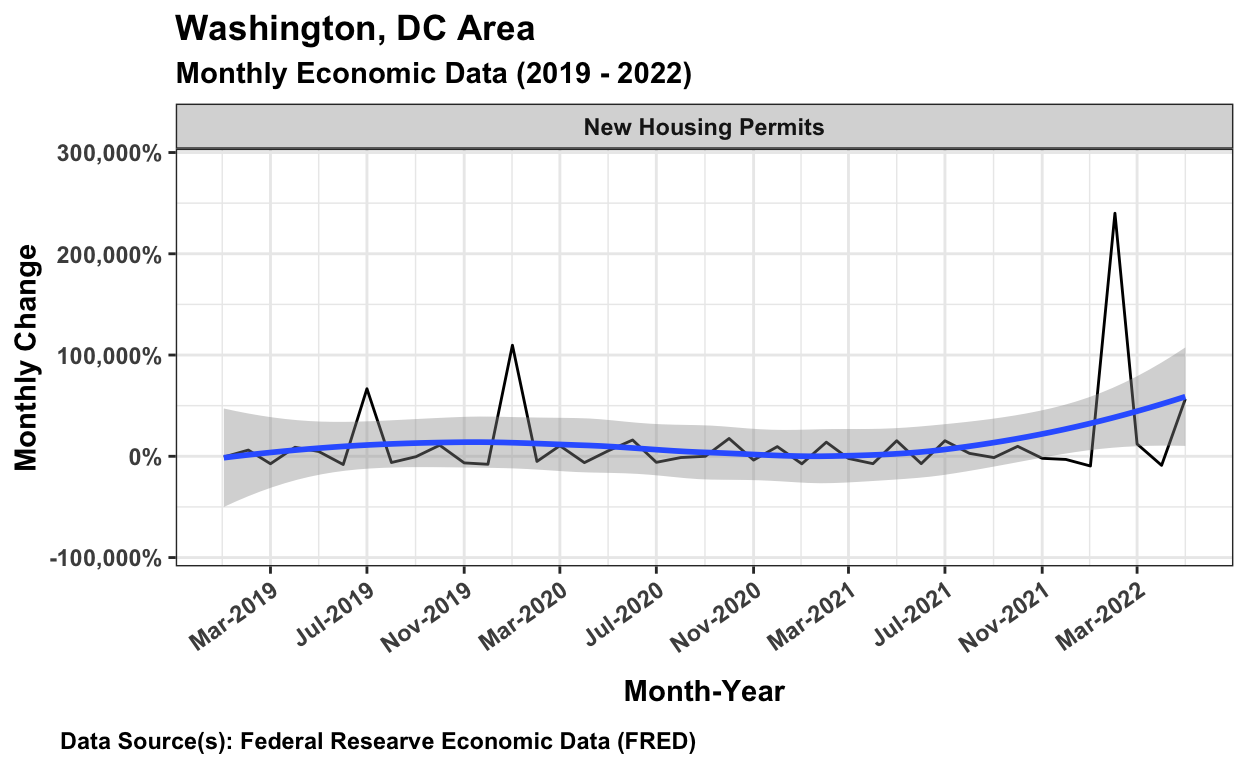 Washington, DC Area
Monthly Economic Data (2019 - 2022)
New Housing Permits
300,000%
200,000%
100,000%
0%
-100,000%
Monthly Change
Mar-2019
Jul-2019
Nov-2019
Mar-2020
Jul-2020
Nov-2020
Mar-2021
Jul-2021
Nov-2021
Mar-2022
Month-Year
Data Source(s): Federal Researve Economic Data (FRED)